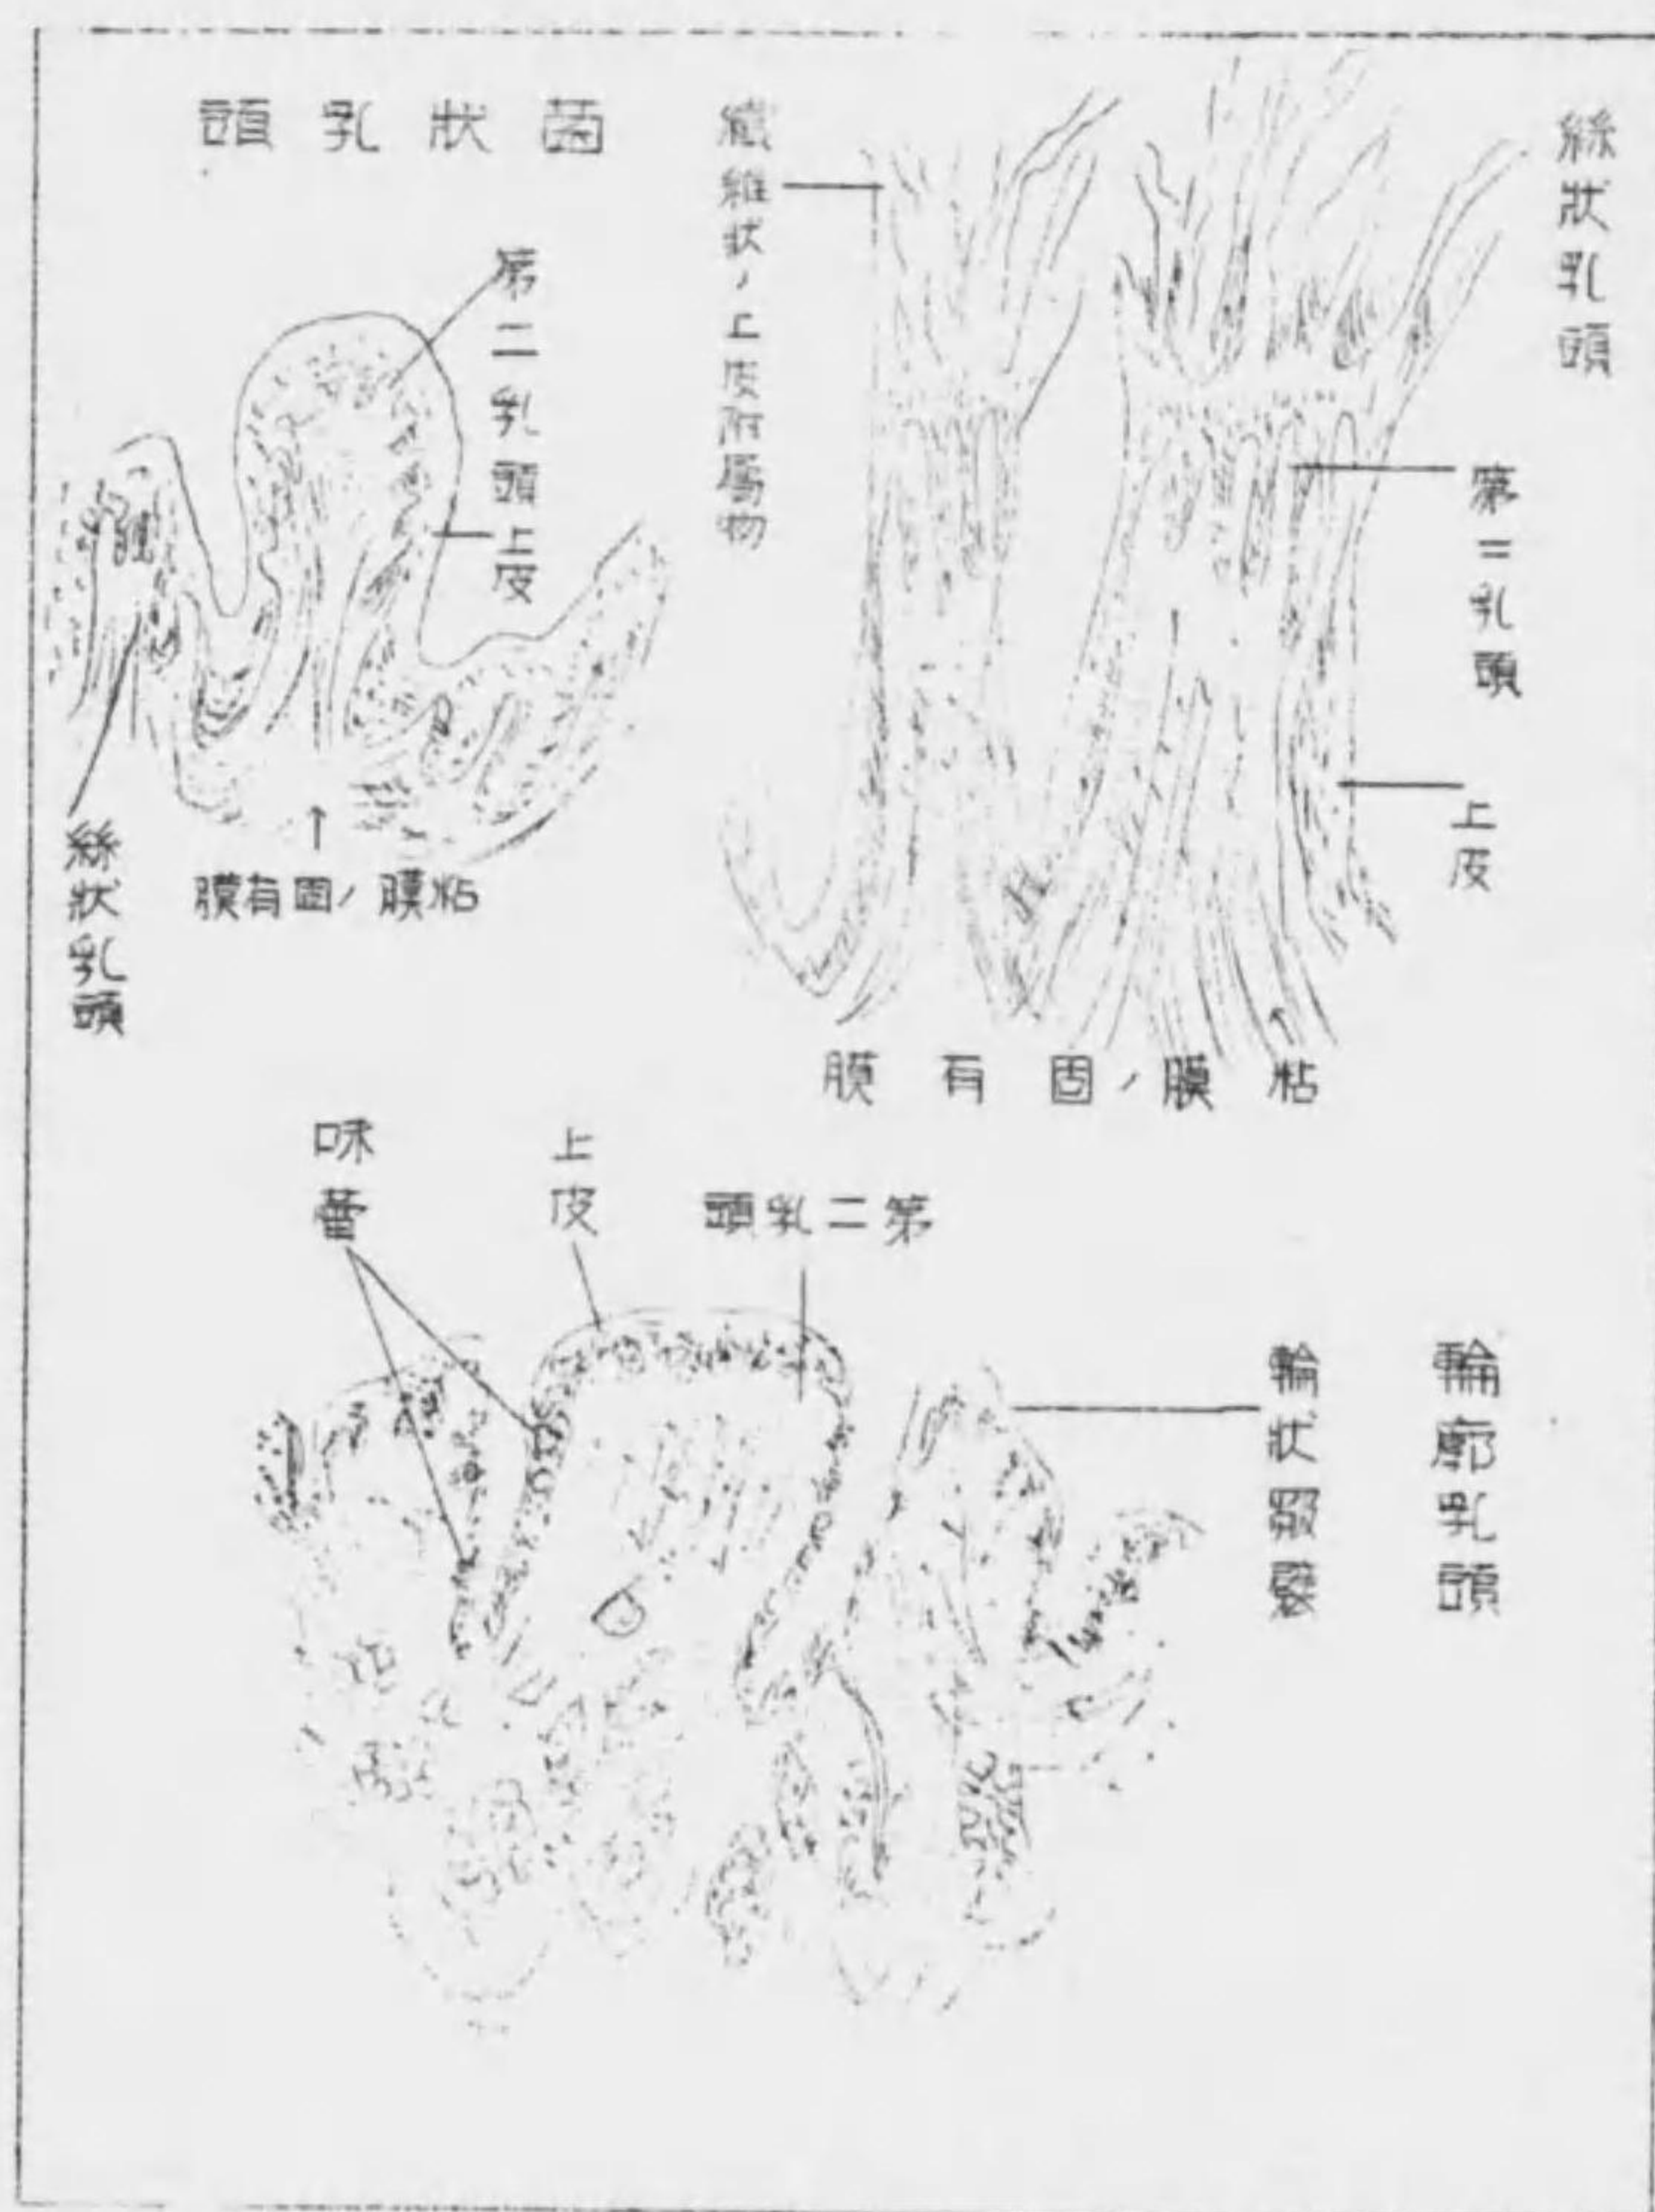 絲狀乳頭
第二乳頭
上皮
纖維狀ノ上皮附屬物
粘膜ノ固有膜
菌狀乳頭
第二乳頭
上皮
絲狀乳頭
粘膜ノ固有膜
輪廓乳頭
輪狀皺襞
第二乳頭
上皮
味蕾